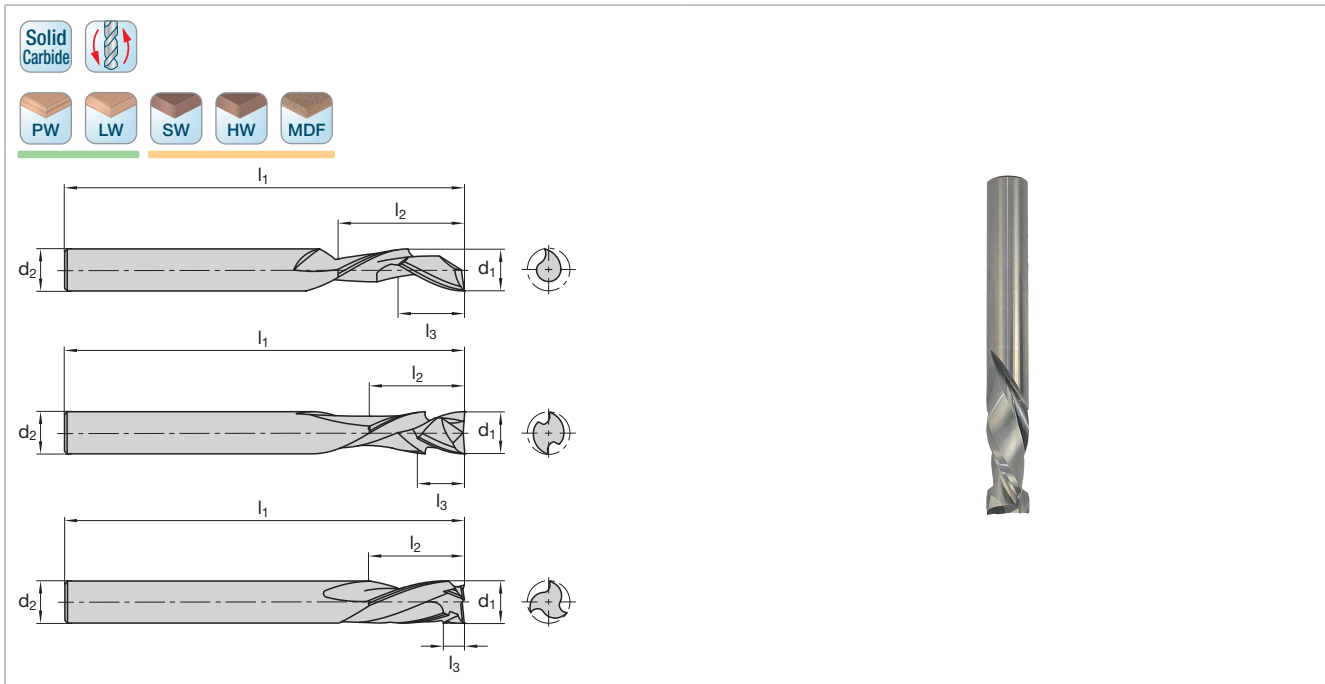 Solid
Carbide
PW LW SW HW MDF
l₁
l₂
d₂ d₁
l₃
l₁
l₂
d₂ d₁
l₃
l₁
l₂
d₂ d₁
l₃